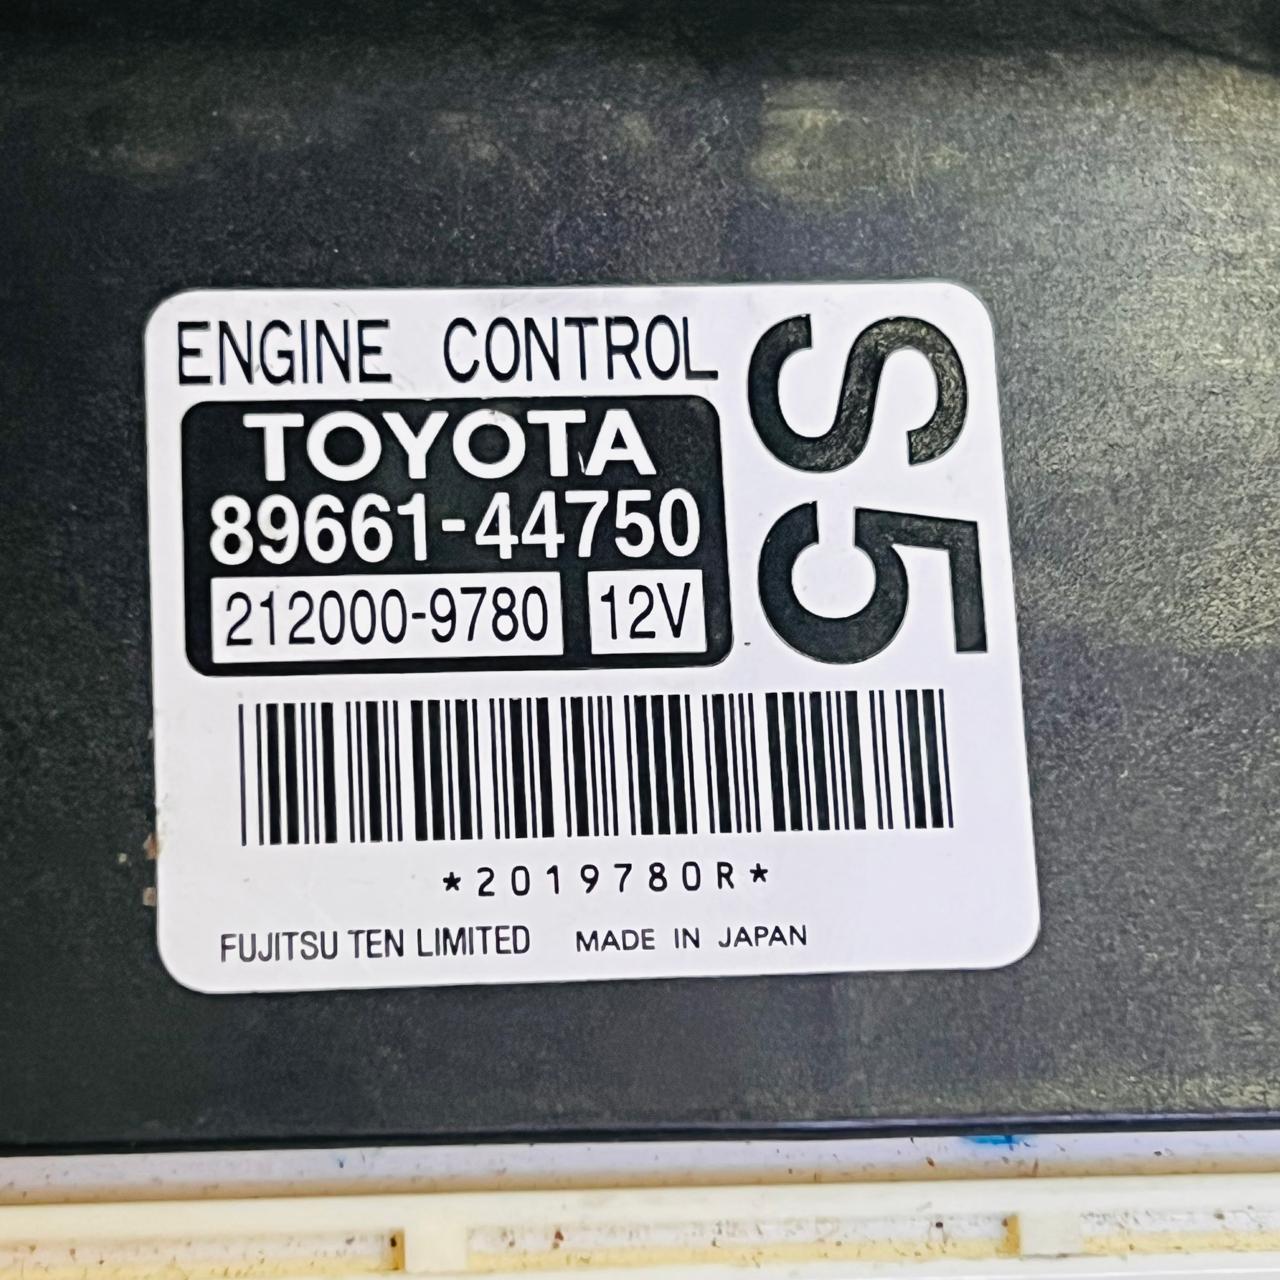 ENGINE CONTROL
S5
TOYOTA
89661-44750
212000-9780 12V
*2019780R*
FUJITSU TEN LIMITED MADE IN JAPAN